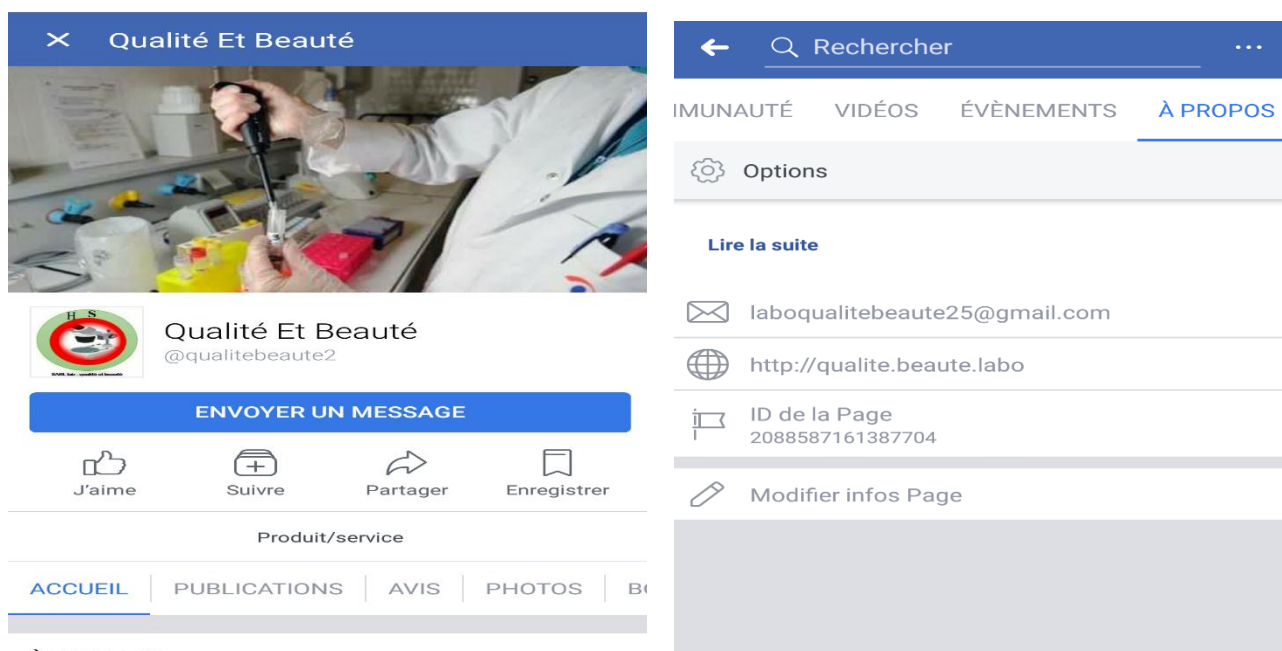 Qualité Et Beauté
H S
Qualité Et Beauté
@qualitebeaute2
ENVOYER UN MESSAGE
J'aime Suivre Partager Enregistrer
Produit/service
ACCUEIL PUBLICATIONS AVIS PHOTOS
Rechercher
MUNAUTÉ VIDÉOS ÉVÈNEMENTS À PROPOS
Options
Lire la suite
laboqualitebeaute25@gmail.com
http://qualite.beaute.labo
ID de la Page
2088587161387704
Modifier infos Page